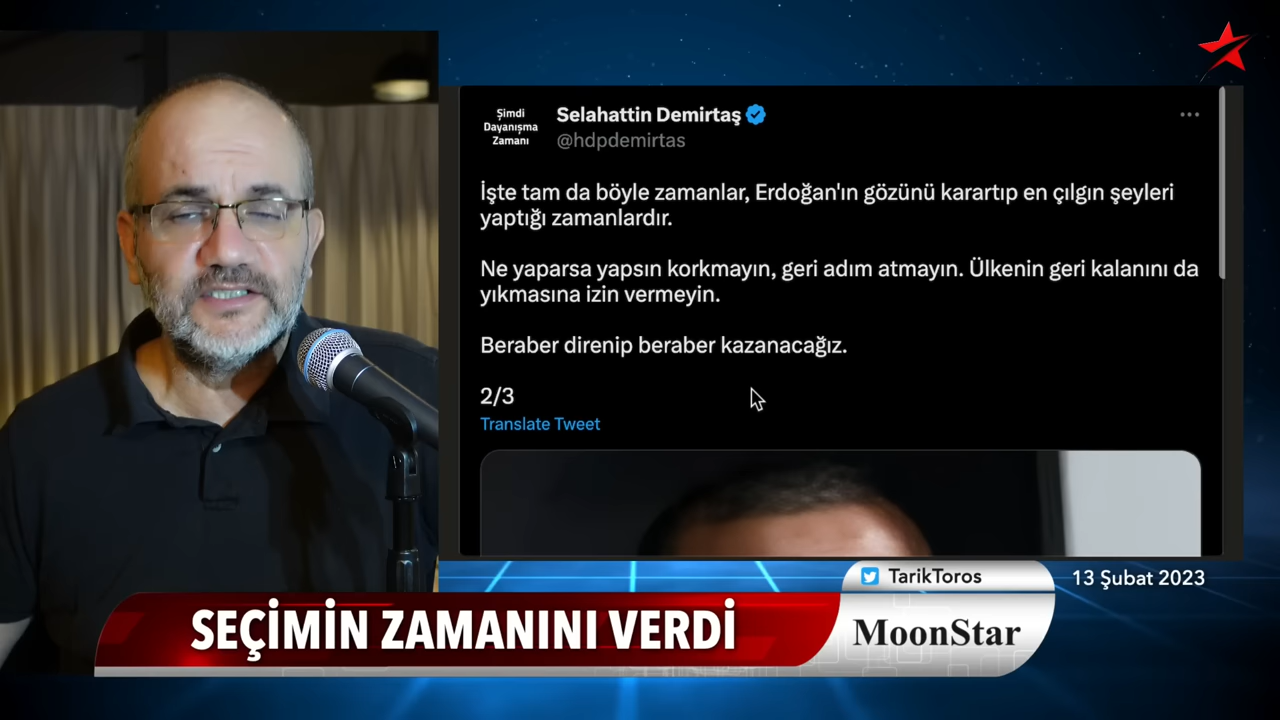 Şimdi
Dayanışma
Zamanı
Selahattin Demirtaş
@hdpdemirtas
İşte tam da böyle zamanlar, Erdoğan'ın gözünü karartıp en çılgın şeyleri
yaptığı zamanlardır.
Ne yaparsa yapsın korkmayın, geri adım atmayın. Ülkenin geri kalanını da
yıkmasına izin vermeyin.
Beraber direnip beraber kazanacağız.
2/3
Translate Tweet
TarikToros
13 Şubat 2023
SEÇİMİN ZAMANINI VERDİ
MoonStar